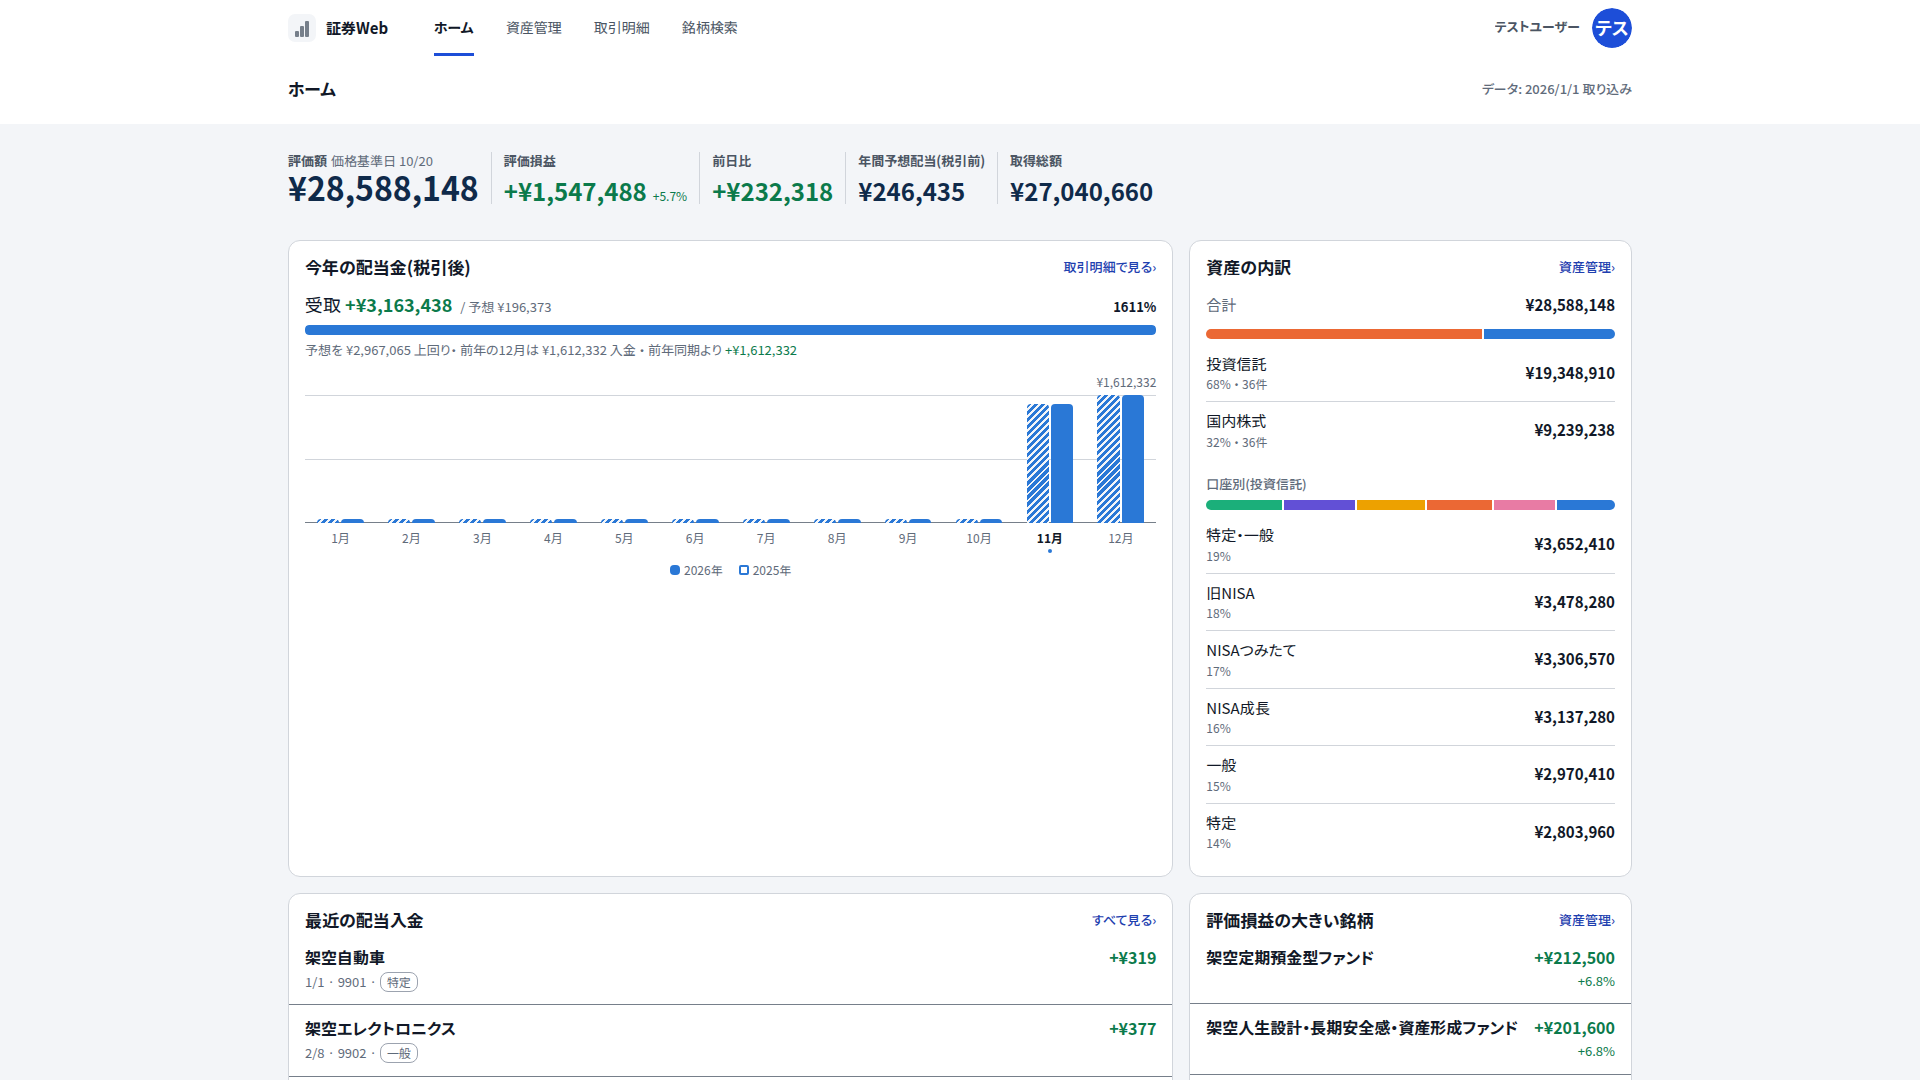 証券Web
ホーム 資産管理 取引明細 銘柄検索
テストユーザー テス
ホーム
データ: 2026/1/1 取り込み
評価額 価格基準日 10/20
¥28,588,148
評価損益
+¥1,547,488 +5.7%
前日比
+¥232,318
年間予想配当(税引前)
¥246,435
取得総額
¥27,040,660
今年の配当金(税引後)
取引明細で見る›
受取 +¥3,163,438 / 予想 ¥196,373
1611%
予想を ¥2,967,065 上回り・前年の12月は ¥1,612,332 入金・前年同期より +¥1,612,332
¥1,612,332
1月 2月 3月 4月 5月 6月 7月 8月 9月 10月 11月 12月
2026年 2025年
資産の内訳
資産管理›
合計
¥28,588,148
投資信託
68%・36件
¥19,348,910
国内株式
32%・36件
¥9,239,238
口座別(投資信託)
特定・一般
19%
¥3,652,410
旧NISA
18%
¥3,478,280
NISAつみたて
17%
¥3,306,570
NISA成長
16%
¥3,137,280
一般
15%
¥2,970,410
特定
14%
¥2,803,960
最近の配当入金
すべて見る›
架空自動車
+¥319
1/1 · 9901 · 特定
架空エレクトロニクス
+¥377
2/8 · 9902 · 一般
評価損益の大きい銘柄
資産管理›
架空定期預金型ファンド
+¥212,500
+6.8%
架空人生設計・長期安全感・資産形成ファンド
+¥201,600
+6.8%